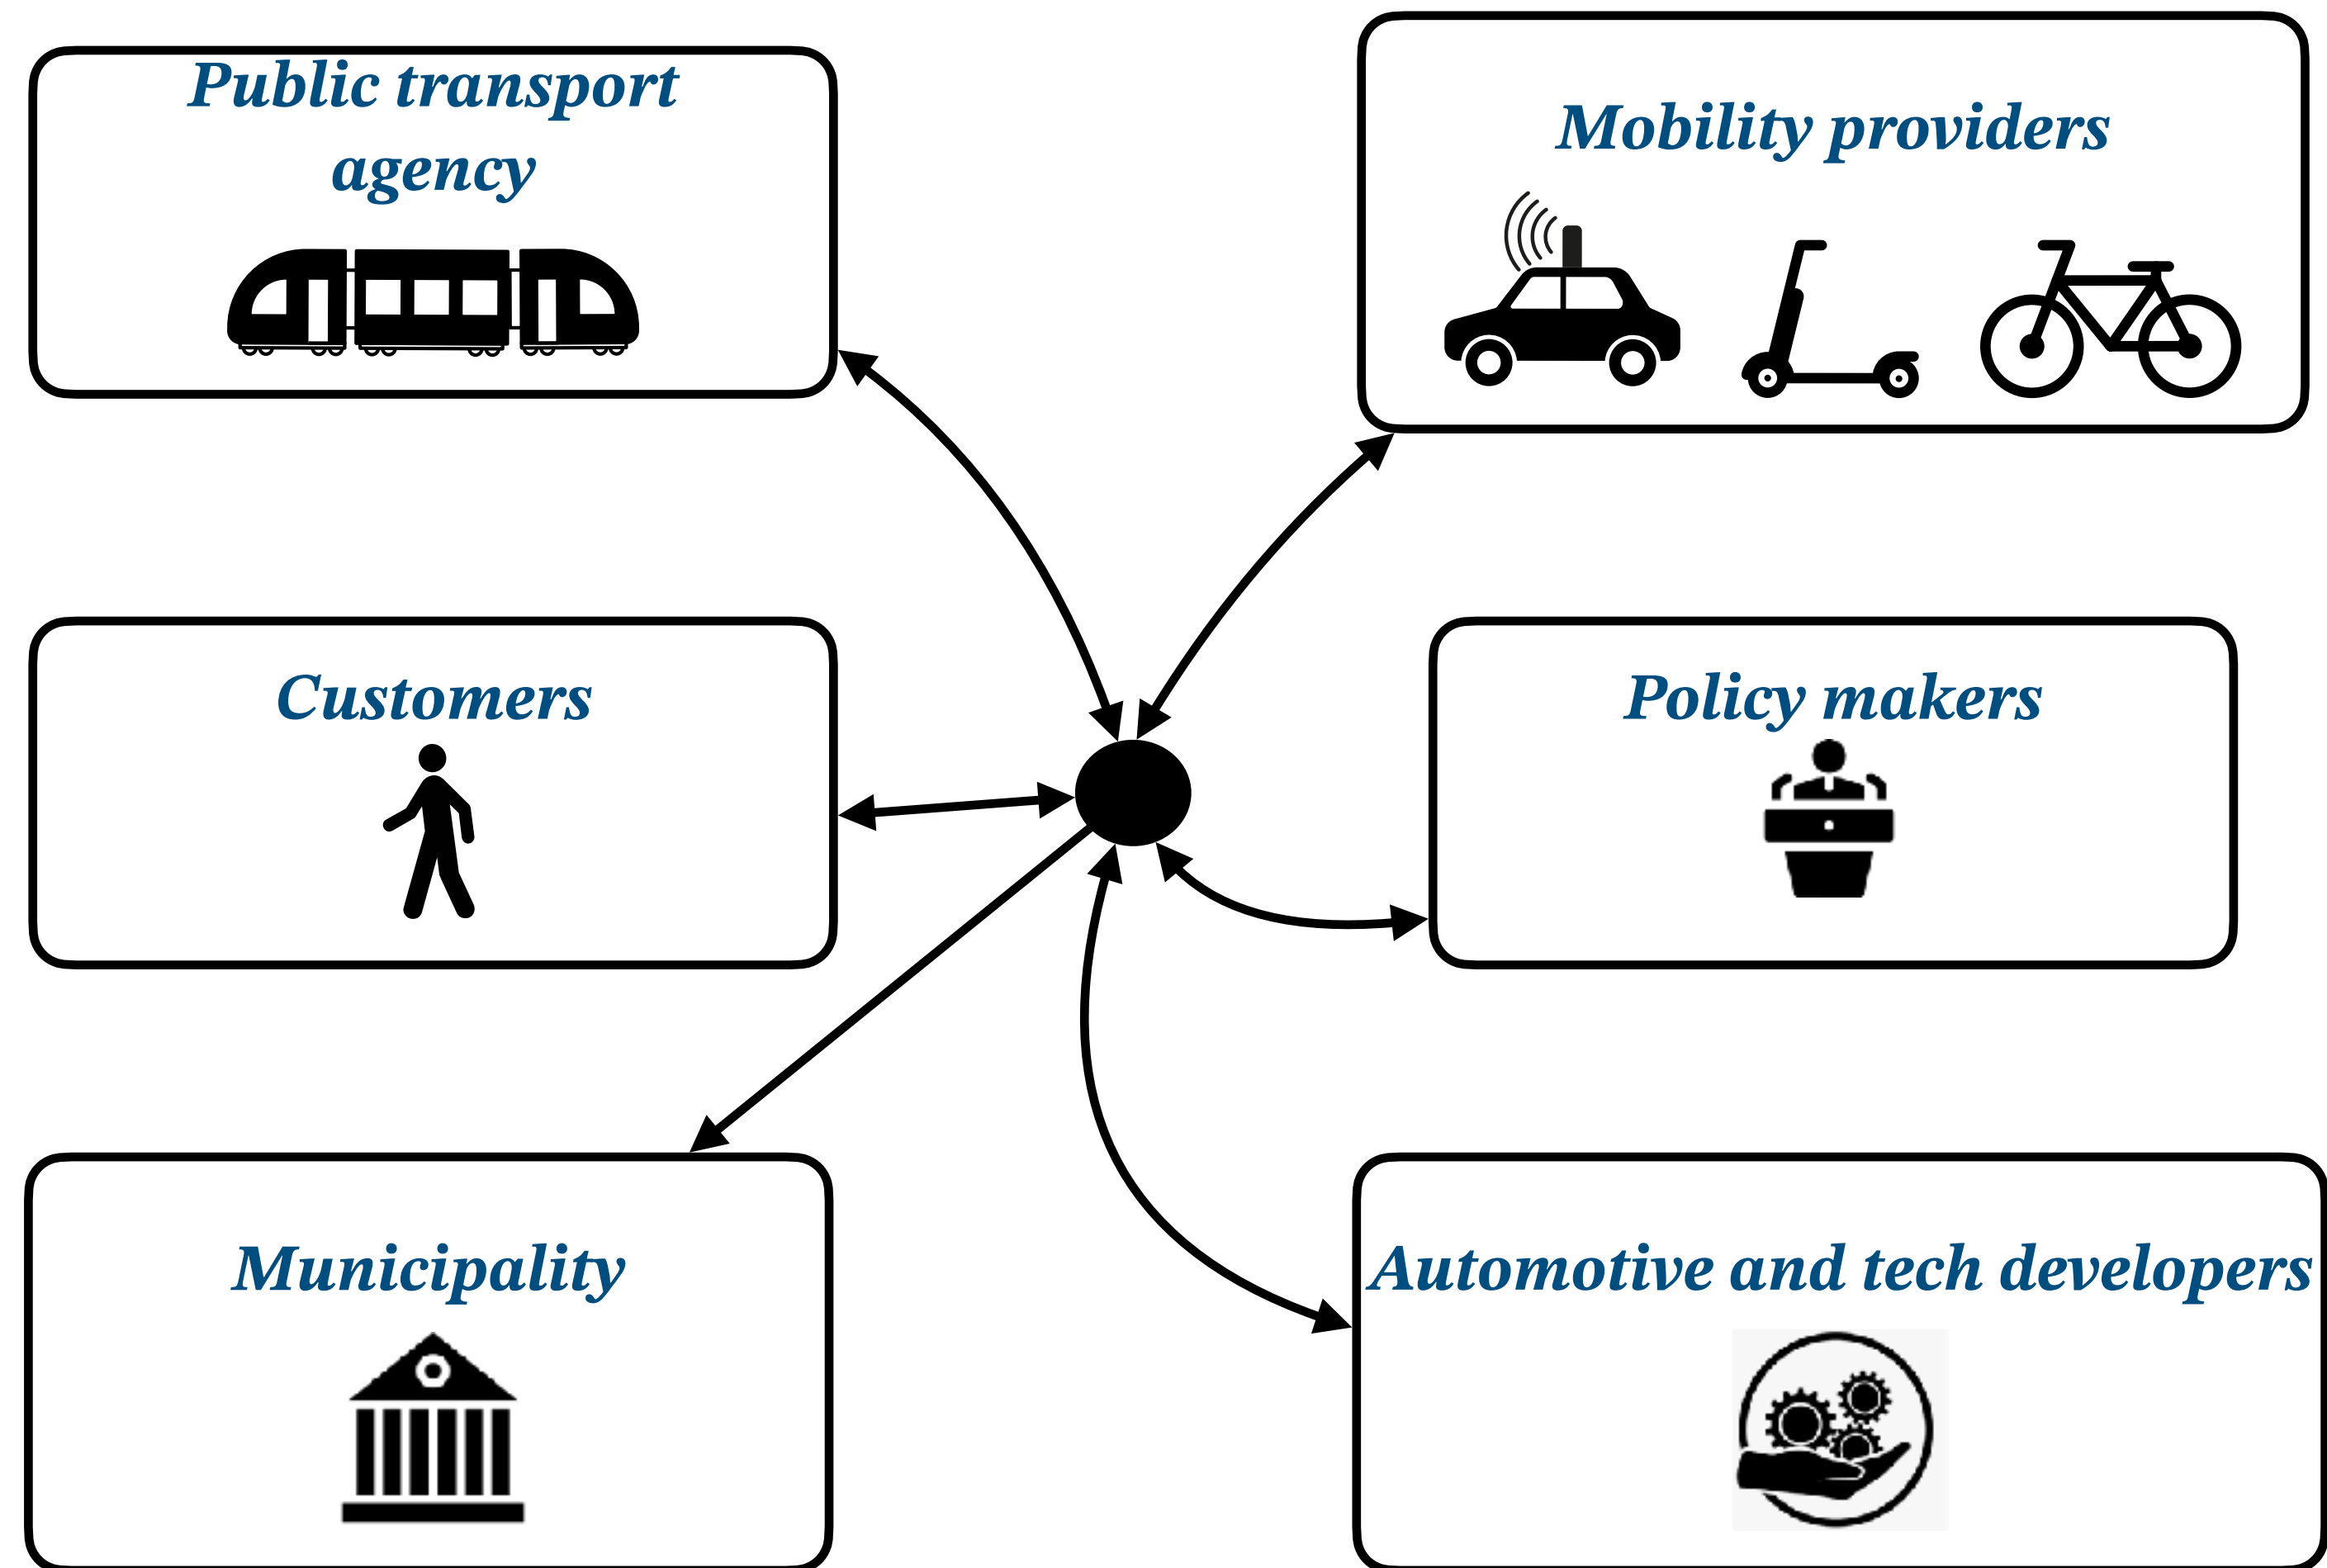 Public transport
agency
Mobility providers
Customers
Policy makers
Municipality
Automotive and tech developers